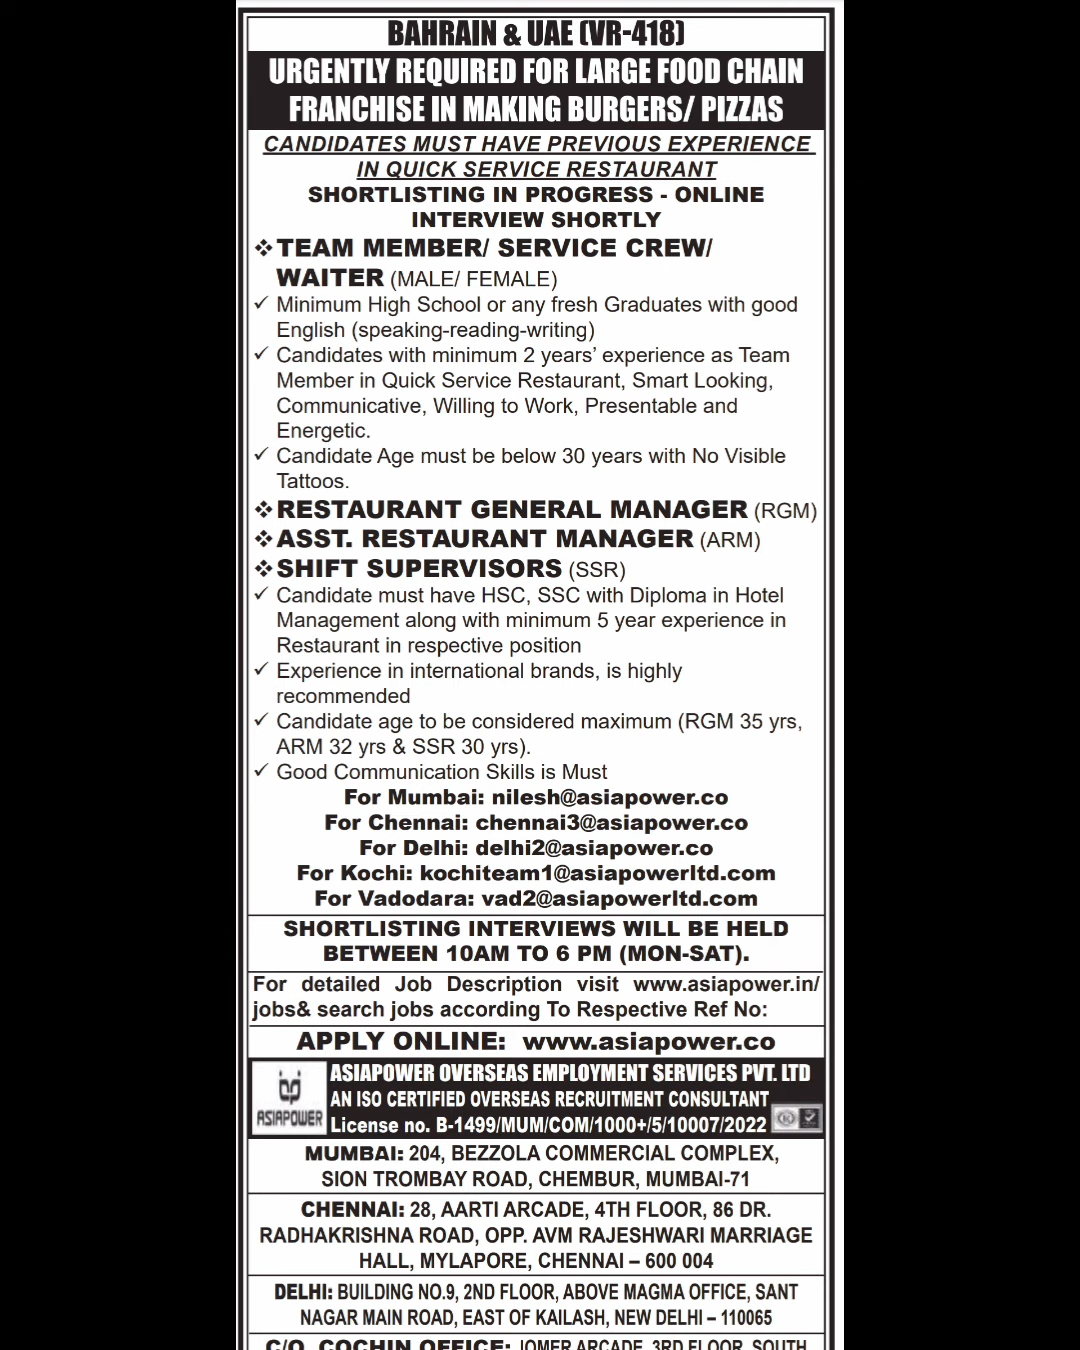 BAHRAIN & UAE (VR-418)
URGENTLY REQUIRED FOR LARGE FOOD CHAIN
FRANCHISE IN MAKING BURGERS/ PIZZAS
CANDIDATES MUST HAVE PREVIOUS EXPERIENCE
IN QUICK SERVICE RESTAURANT
SHORTLISTING IN PROGRESS - ONLINE
INTERVIEW SHORTLY
❖ TEAM MEMBER/ SERVICE CREW/
WAITER (MALE/ FEMALE)
✓ Minimum High School or any fresh Graduates with good
English (speaking-reading-writing)
✓ Candidates with minimum 2 years' experience as Team
Member in Quick Service Restaurant, Smart Looking,
Communicative, Willing to Work, Presentable and
Energetic.
✓ Candidate Age must be below 30 years with No Visible
Tattoos.
❖ RESTAURANT GENERAL MANAGER (RGM)
❖ ASST. RESTAURANT MANAGER (ARM)
❖ SHIFT SUPERVISORS (SSR)
✓ Candidate must have HSC, SSC with Diploma in Hotel
Management along with minimum 5 year experience in
Restaurant in respective position
✓ Experience in international brands, is highly
recommended
✓ Candidate age to be considered maximum (RGM 35 yrs,
ARM 32 yrs & SSR 30 yrs).
✓ Good Communication Skills is Must
For Mumbai: nilesh@asiapower.co
For Chennai: chennai3@asiapower.co
For Delhi: delhi2@asiapower.co
For Kochi: kochiteam1@asiapowerltd.com
For Vadodara: vad2@asiapowerltd.com
SHORTLISTING INTERVIEWS WILL BE HELD
BETWEEN 10AM TO 6 PM (MON-SAT).
For detailed Job Description visit www.asiapower.in/
jobs& search jobs according To Respective Ref No:
APPLY ONLINE: www.asiapower.co
ASIAPOWER
ASIAPOWER OVERSEAS EMPLOYMENT SERVICES PVT. LTD
AN ISO CERTIFIED OVERSEAS RECRUITMENT CONSULTANT
License no. B-1499/MUM/COM/1000+/5/10007/2022
MUMBAI: 204, BEZZOLA COMMERCIAL COMPLEX,
SION TROMBAY ROAD, CHEMBUR, MUMBAI-71
CHENNAI: 28, AARTI ARCADE, 4TH FLOOR, 86 DR.
RADHAKRISHNA ROAD, OPP. AVM RAJESHWARI MARRIAGE
HALL, MYLAPORE, CHENNAI – 600 004
DELHI: BUILDING NO.9, 2ND FLOOR, ABOVE MAGMA OFFICE, SANT
NAGAR MAIN ROAD, EAST OF KAILASH, NEW DELHI – 110065
C/O. COCHIN OFFICE: JOMER ARCADE, 3RD FLOOR, SOUTH